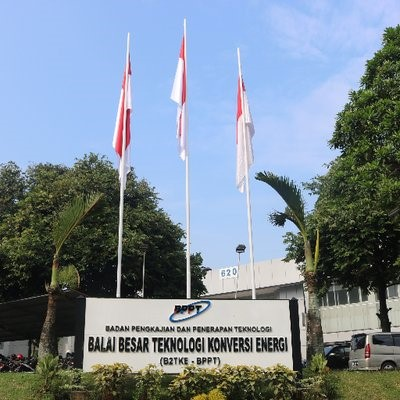 620
BPPT
BADAN PENGKAJIAN DAN PENERAPAN TEKNOLOGI
BALAI BESAR TEKNOLOGI KONVERSI ENERGI
(B2TKE - BPPT)